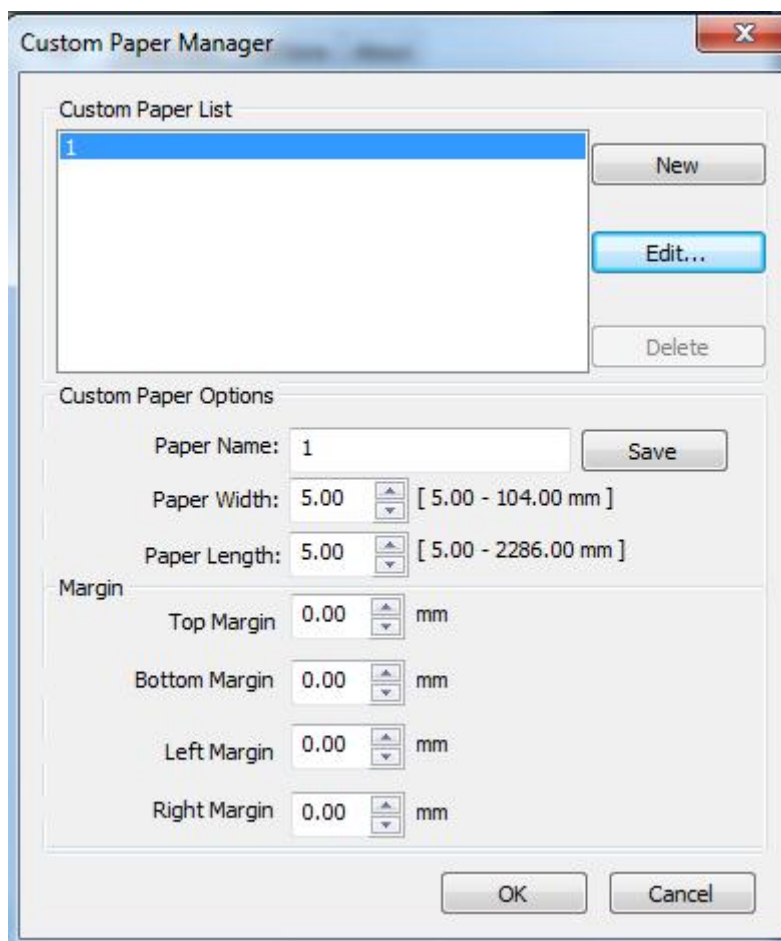 Custom Paper Manager
Custom Paper List
1
New
Edit...
Delete
Custom Paper Options
Paper Name: 1 Save
Paper Width: 5.00 [ 5.00 - 104.00 mm ]
Paper Length: 5.00 [ 5.00 - 2286.00 mm ]
Margin
Top Margin 0.00 mm
Bottom Margin 0.00 mm
Left Margin 0.00 mm
Right Margin 0.00 mm
OK Cancel